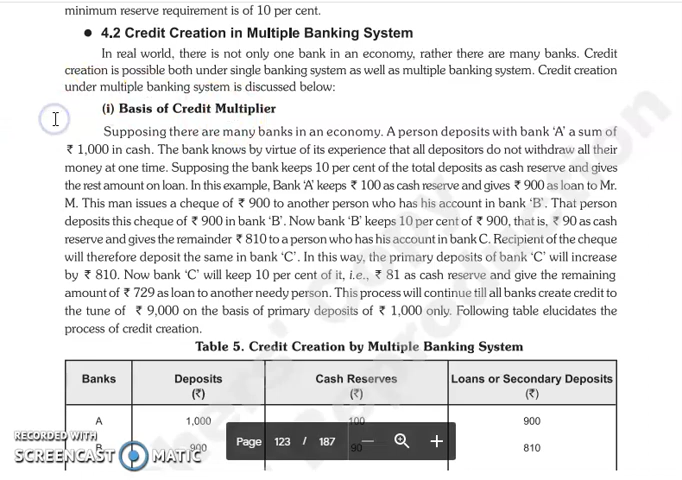 minimum reserve requirement is of 10 per cent.
• 4.2 Credit Creation in Multiple Banking System
In real world, there is not only one bank in an economy, rather there are many banks. Credit
creation is possible both under single banking system as well as multiple banking system. Credit creation
under multiple banking system is discussed below:
(i) Basis of Credit Multiplier
Supposing there are many banks in an economy. A person deposits with bank 'A' a sum of
₹ 1,000 in cash. The bank knows by virtue of its experience that all depositors do not withdraw all their
money at one time. Supposing the bank keeps 10 per cent of the total deposits as cash reserve and gives
the rest amount on loan. In this example, Bank 'A' keeps ₹ 100 as cash reserve and gives ₹ 900 as loan to Mr.
M. This man issues a cheque of ₹ 900 to another person who has his account in bank 'B'. That person
deposits this cheque of ₹ 900 in bank 'B'. Now bank 'B' keeps 10 per cent of ₹ 900, that is, ₹ 90 as cash
reserve and gives the remainder ₹ 810 to a person who has his account in bank C. Recipient of the cheque
will therefore deposit the same in bank 'C'. In this way, the primary deposits of bank 'C' will increase
by ₹ 810. Now bank 'C' will keep 10 per cent of it, i.e., ₹ 81 as cash reserve and give the remaining
amount of ₹ 729 as loan to another needy person. This process will continue till all banks create credit to
the tune of ₹ 9,000 on the basis of primary deposits of ₹ 1,000 only. Following table elucidates the
process of credit creation.
Table 5. Credit Creation by Multiple Banking System
Banks Deposits Cash Reserves Loans or Secondary Deposits
(₹) (₹) (₹)
A 1,000 100 900
B 900 90 810
Page 123 / 187 — +
RECORDED WITH
SCREENCAST MATIC